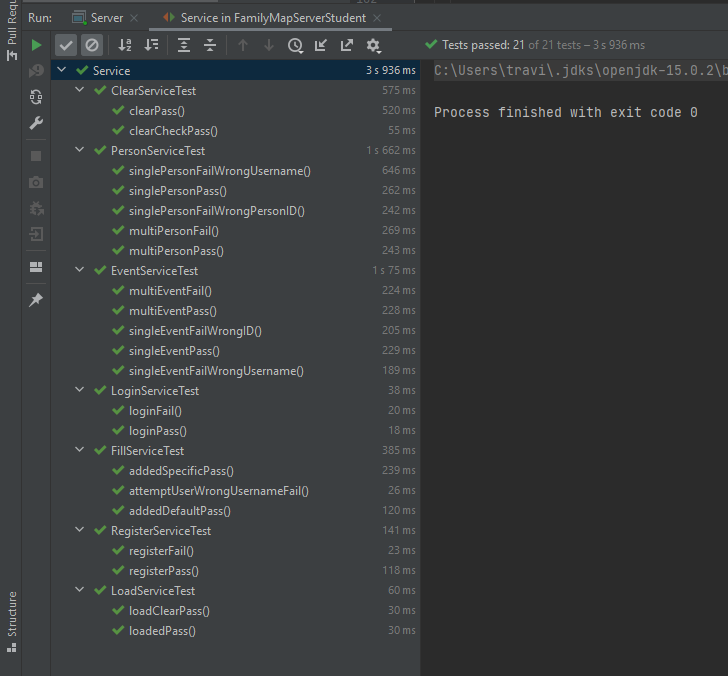 Run: Server Service in FamilyMapServerStudent
Pull Requ
Tests passed: 21 of 21 tests – 3 s 936 ms
Service 3 s 936 ms
C:\Users\travi\.jdks\openjdk-15.0.2\b
ClearServiceTest 575 ms
clearPass() 520 ms
Process finished with exit code 0
clearCheckPass() 55 ms
PersonServiceTest 1 s 662 ms
singlePersonFailWrongUsername() 646 ms
singlePersonPass() 262 ms
singlePersonFailWrongPersonID() 242 ms
multiPersonFail() 269 ms
multiPersonPass() 243 ms
EventServiceTest 1 s 75 ms
multiEventFail() 224 ms
multiEventPass() 228 ms
singleEventFailWrongID() 205 ms
singleEventPass() 229 ms
singleEventFailWrongUsername() 189 ms
LoginServiceTest 38 ms
loginFail() 20 ms
loginPass() 18 ms
FillServiceTest 385 ms
addedSpecificPass() 239 ms
attemptUserWrongUsernameFail() 26 ms
addedDefaultPass() 120 ms
RegisterServiceTest 141 ms
registerFail() 23 ms
registerPass() 118 ms
LoadServiceTest 60 ms
loadClearPass() 30 ms
loadedPass() 30 ms
Structure